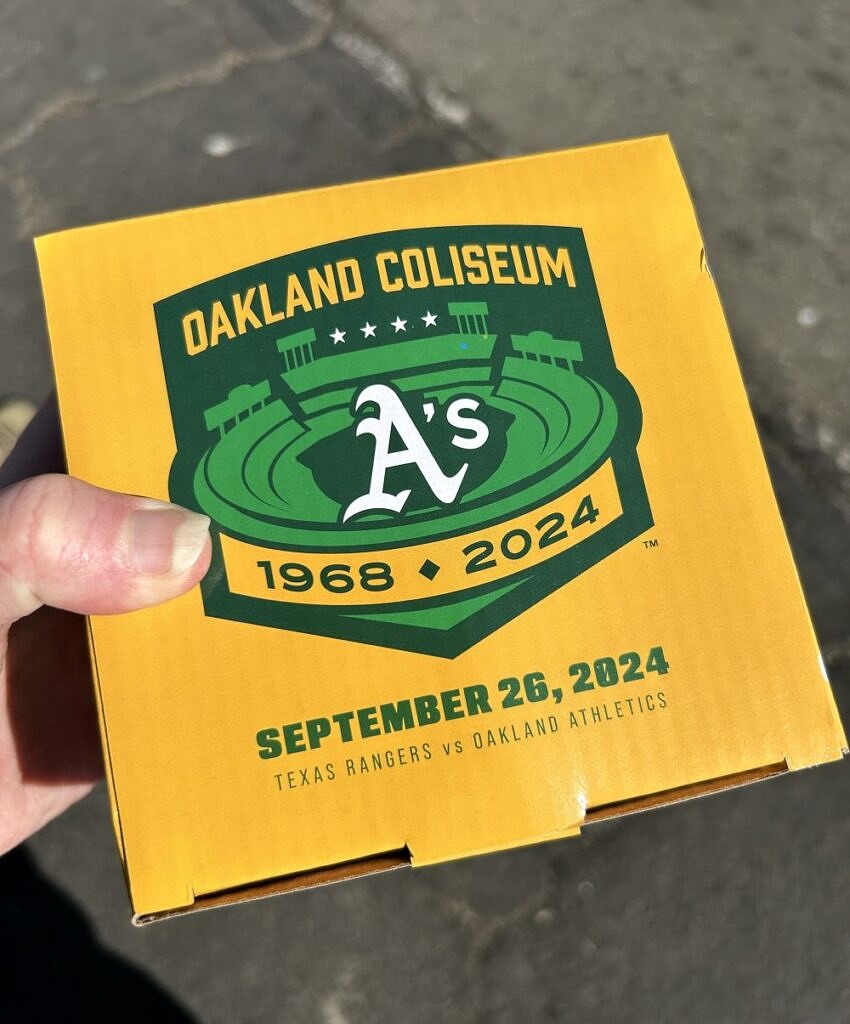 OAKLAND COLISEUM
A's
1968 ♦ 2024
TM
SEPTEMBER 26, 2024
TEXAS RANGERS vs OAKLAND ATHLETICS